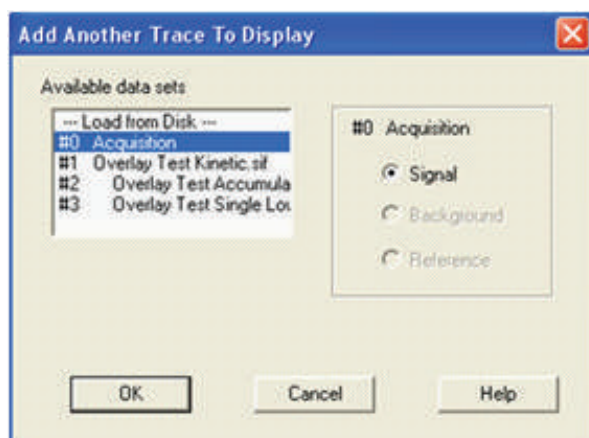 Add Another Trace To Display
Available data sets
--- Load from Disk ---
#0 Acquisition
#1 Overlay Test Kinetic.sif
#2 Overlay Test Accumula
#3 Overlay Test Single Lou
#0 Acquisition
Signal
Background
Reference
OK
Cancel
Help